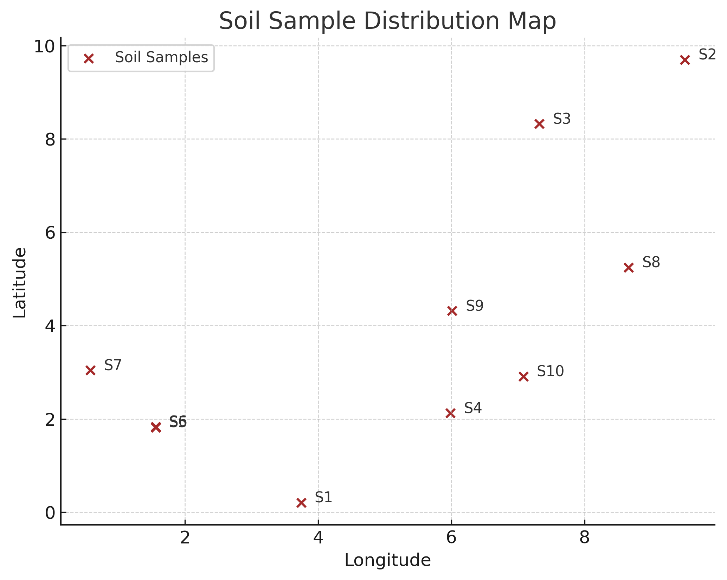 Soil Sample Distribution Map
10
Soil Samples
S2
8
S3
6
S8
Latitude
S9
4
S7
S10
S4
2
S1
0
2
4
6
8
Longitude